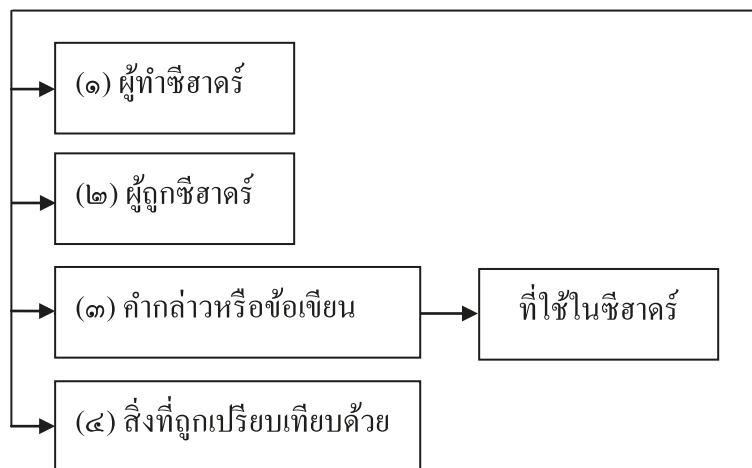 (๑) ผู้ทำซีฮาดร์
(๒) ผู้ถูกซีฮาดร์
(๓) คำกล่าวหรือข้อเขียน
ที่ใช้ในซีฮาดร์
(๔) สิ่งที่ถูกเปรียบเทียบด้วย